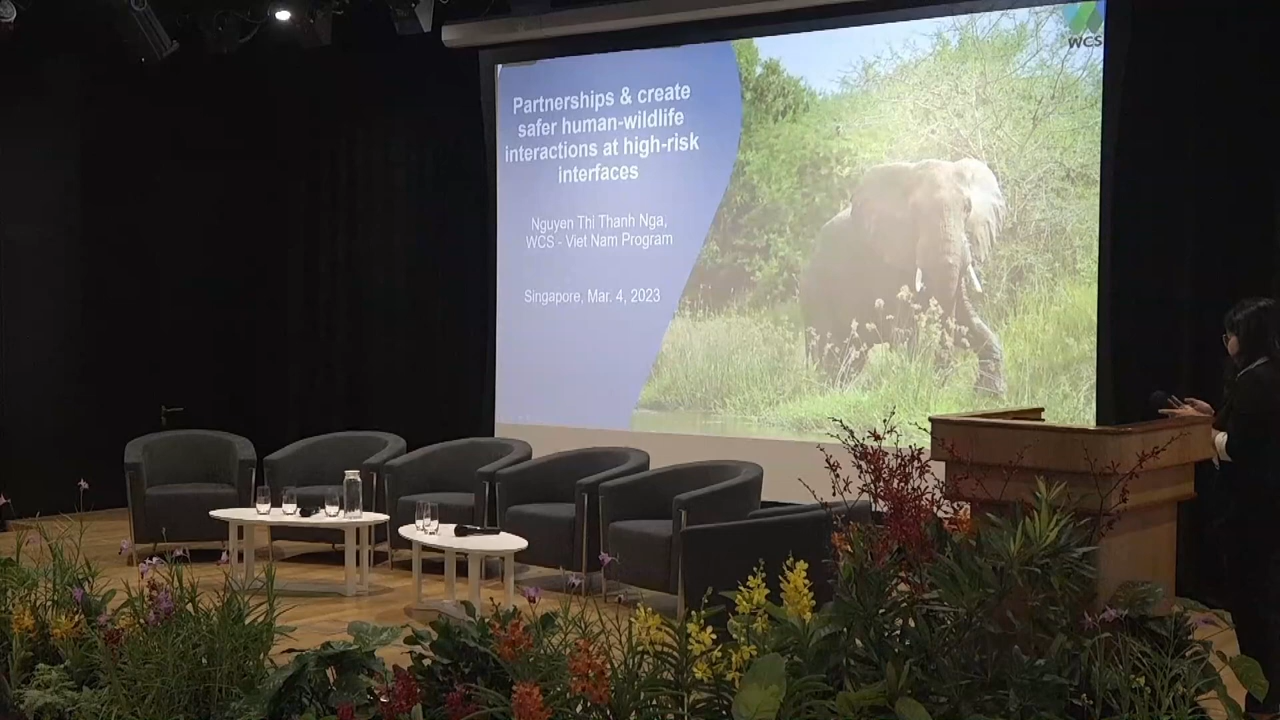 Partnerships & create
safer human-wildlife
interactions at high-risk
interfaces
Nguyen Thi Thanh Nga,
WCS - Viet Nam Program
Singapore, Mar. 4, 2023
WCS